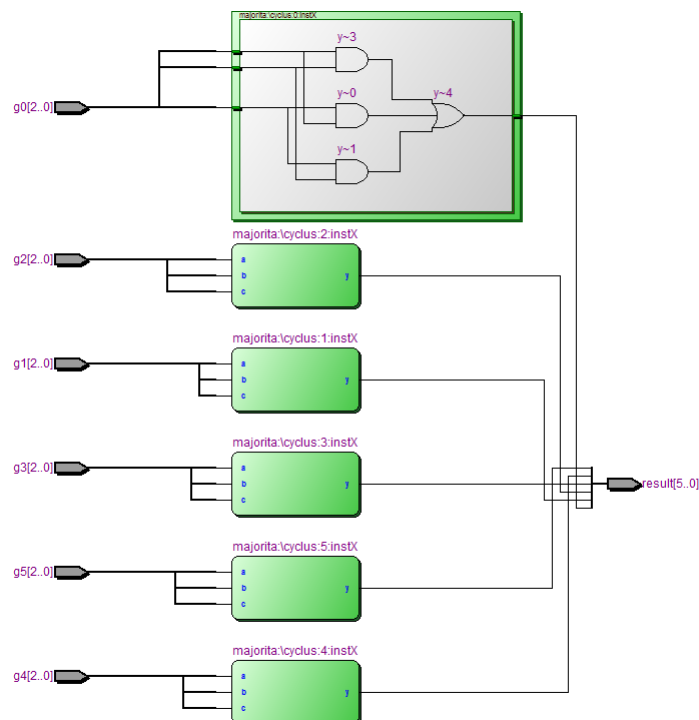 majorita:\cyclus:0:instX
y~3
y~0
y~4
y~1
g0[2..0]
majorita:\cyclus:2:instX
g2[2..0]
a
b
c
y
majorita:\cyclus:1:instX
g1[2..0]
a
b
c
y
majorita:\cyclus:3:instX
g3[2..0]
a
b
c
y
result[5..0]
majorita:\cyclus:5:instX
g5[2..0]
a
b
c
y
majorita:\cyclus:4:instX
g4[2..0]
a
b
c
y